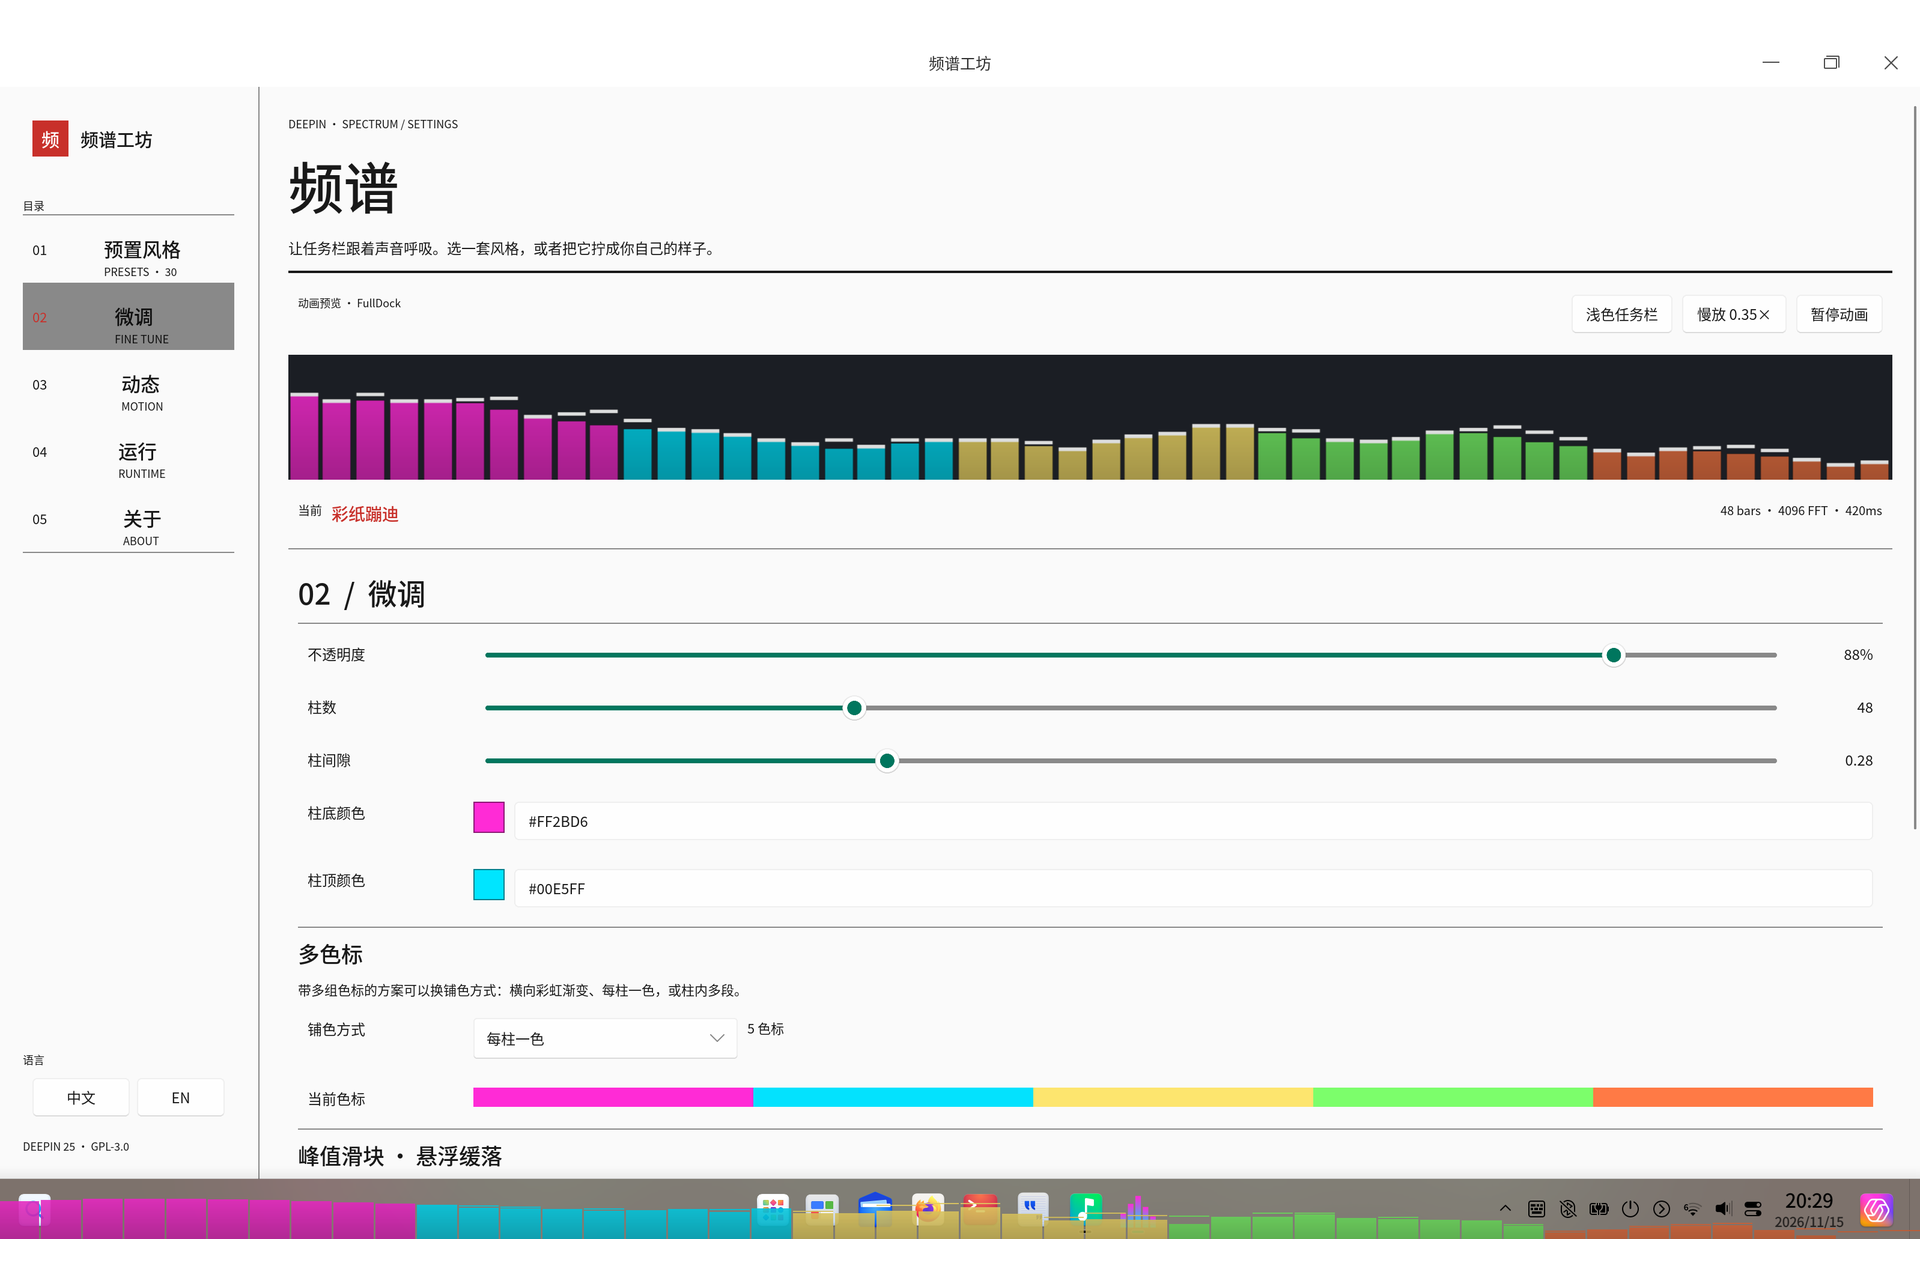 频谱工坊
频 频谱工坊
目录
01 预置风格
PRESETS · 30
02 微调
FINE TUNE
03 动态
MOTION
04 运行
RUNTIME
05 关于
ABOUT
语言
中文 EN
DEEPIN 25 · GPL-3.0
DEEPIN · SPECTRUM / SETTINGS
频谱
让任务栏跟着声音呼吸。选一套风格，或者把它拧成你自己的样子。
动画预览 · FullDock
浅色任务栏 慢放 0.35× 暂停动画
当前 彩纸蹦迪
48 bars · 4096 FFT · 420ms
02 / 微调
不透明度 88%
柱数 48
柱间隙 0.28
柱底颜色 #FF2BD6
柱顶颜色 #00E5FF
多色标
带多组色标的方案可以换铺色方式：横向彩虹渐变、每柱一色，或柱内多段。
铺色方式 每柱一色 5 色标
当前色标
峰值滑块 · 悬浮缓落
20:29
2026/11/15